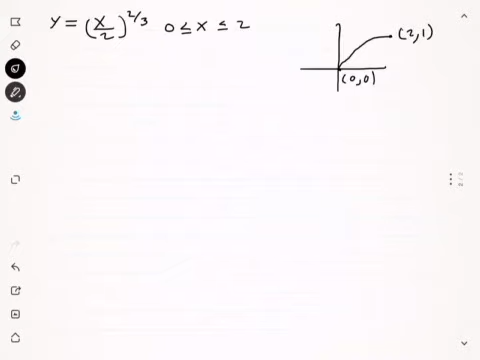 y = (x/2)^2/3 0 ≤ x ≤ 2
(2,1)
(0,0)